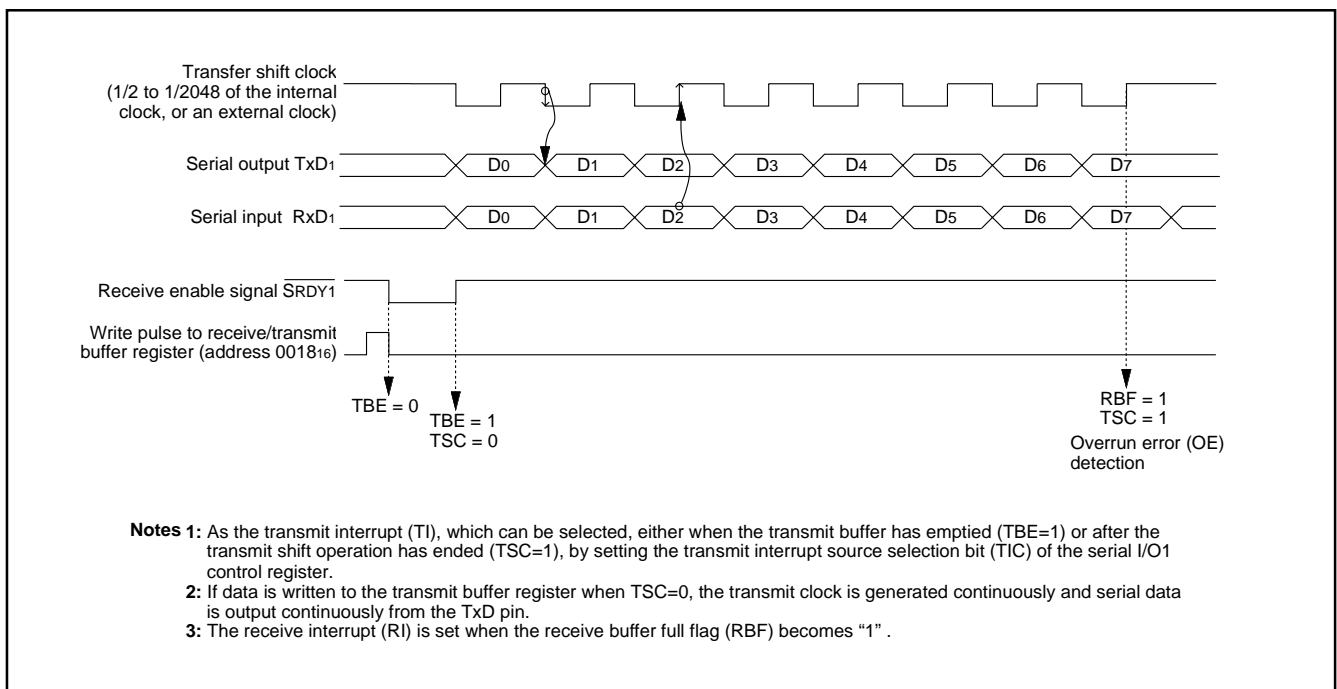 Transfer shift clock
(1/2 to 1/2048 of the internal
clock, or an external clock)
Serial output TxD1
D0 D1 D2 D3 D4 D5 D6 D7
Serial input RxD1
D0 D1 D2 D3 D4 D5 D6 D7
Receive enable signal S̅R̅D̅Y̅1̅
Write pulse to receive/transmit
buffer register (address 001816)
TBE = 0
TBE = 1
TSC = 0
RBF = 1
TSC = 1
Overrun error (OE)
detection
Notes 1: As the transmit interrupt (TI), which can be selected, either when the transmit buffer has emptied (TBE=1) or after the
transmit shift operation has ended (TSC=1), by setting the transmit interrupt source selection bit (TIC) of the serial I/O1
control register.
2: If data is written to the transmit buffer register when TSC=0, the transmit clock is generated continuously and serial data
is output continuously from the TxD pin.
3: The receive interrupt (RI) is set when the receive buffer full flag (RBF) becomes “1” .